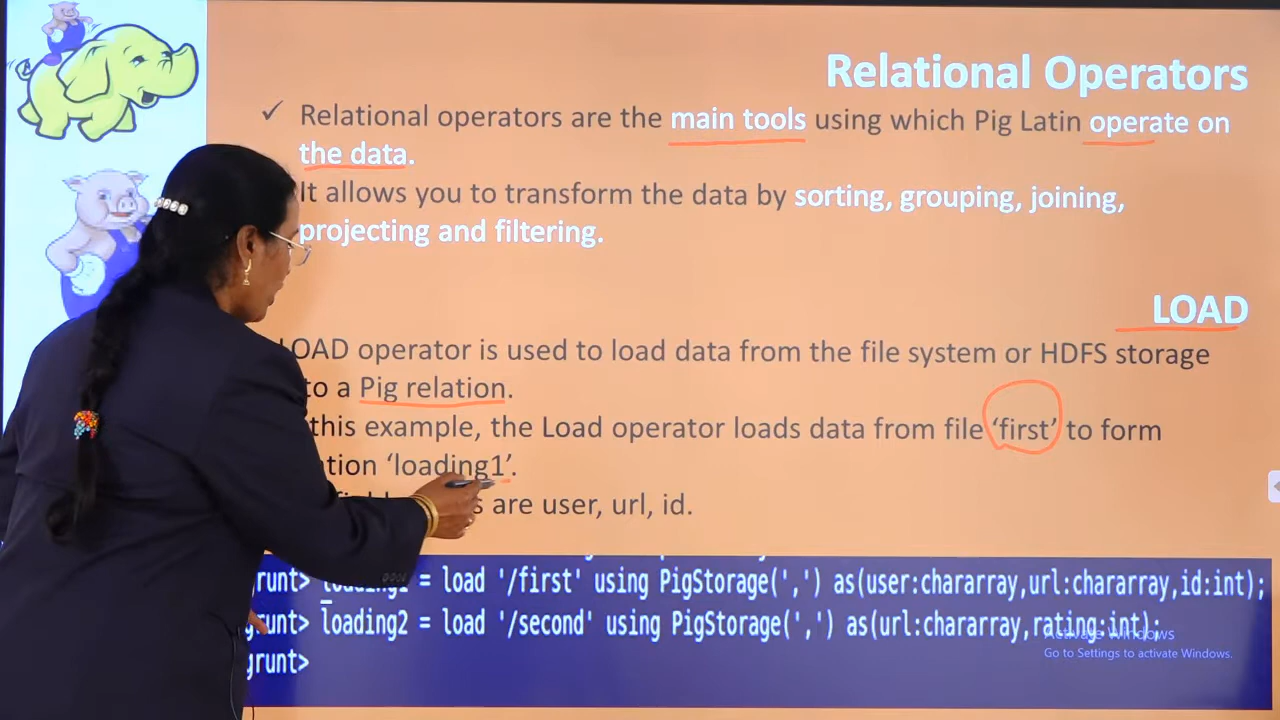 Relational Operators
✓ Relational operators are the main tools using which Pig Latin operate on
the data.
It allows you to transform the data by sorting, grouping, joining,
projecting and filtering.
LOAD
LOAD operator is used to load data from the file system or HDFS storage
to a Pig relation.
this example, the Load operator loads data from file ‘first’ to form
‘loading1’.
are user, url, id.
grunt> loading1 = load '/first' using PigStorage(',') as(user:chararray,url:chararray,id:int);
grunt> loading2 = load '/second' using PigStorage(',') as(url:chararray,rating:int);
grunt>
Activate Windows
Go to Settings to activate Windows.